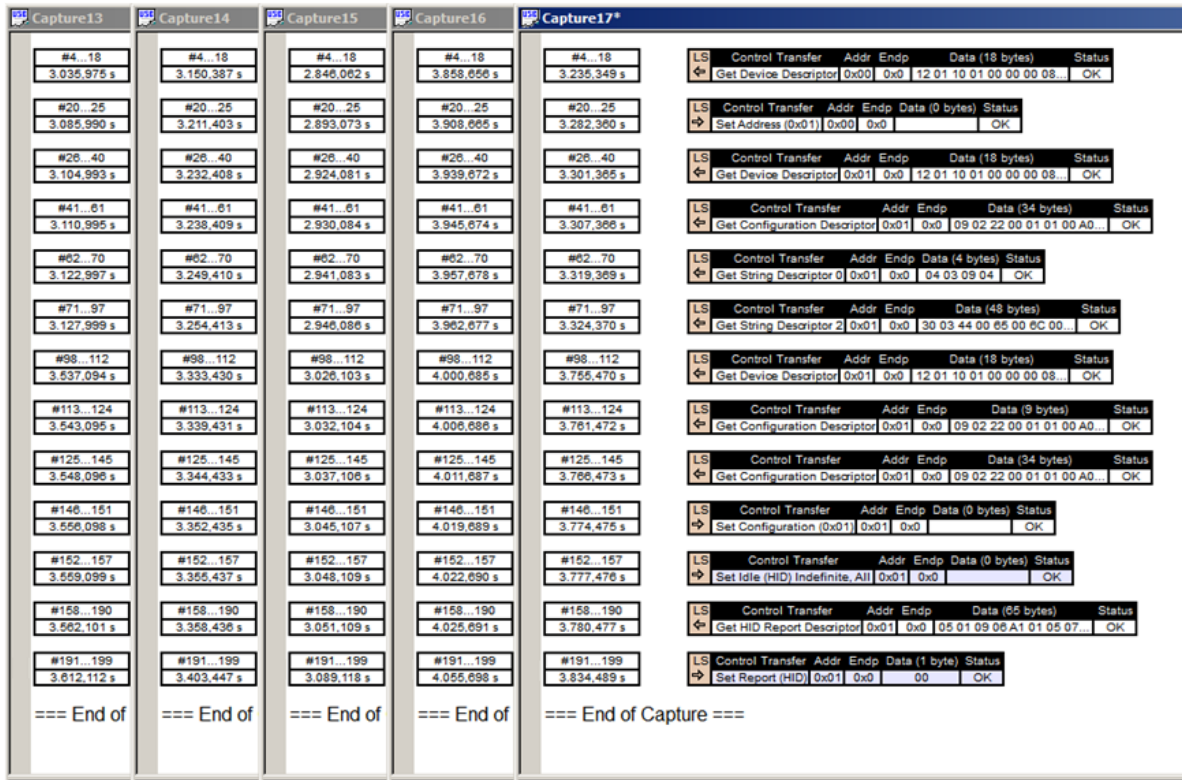 Capture13
#4...18
3.035,975 s
#20...25
3.085,990 s
#26...40
3.104,993 s
#41...61
3.110,995 s
#62...70
3.122,997 s
#71...97
3.127,999 s
#98...112
3.537,094 s
#113...124
3.543,095 s
#125...145
3.548,096 s
#146...151
3.556,098 s
#152...157
3.559,099 s
#158...190
3.562,101 s
#191...199
3.612,112 s
=== End of
Capture14
#4...18
3.150,387 s
#20...25
3.211,403 s
#26...40
3.232,408 s
#41...61
3.238,409 s
#62...70
3.249,410 s
#71...97
3.254,413 s
#98...112
3.333,430 s
#113...124
3.339,431 s
#125...145
3.344,433 s
#146...151
3.352,435 s
#152...157
3.355,437 s
#158...190
3.358,436 s
#191...199
3.403,447 s
=== End of
Capture15
#4...18
2.846,062 s
#20...25
2.893,073 s
#26...40
2.924,081 s
#41...61
2.930,084 s
#62...70
2.941,083 s
#71...97
2.946,086 s
#98...112
3.026,103 s
#113...124
3.032,104 s
#125...145
3.037,106 s
#146...151
3.045,107 s
#152...157
3.048,109 s
#158...190
3.051,109 s
#191...199
3.089,118 s
=== End of
Capture16
#4...18
3.858,656 s
#20...25
3.908,665 s
#26...40
3.939,672 s
#41...61
3.945,674 s
#62...70
3.957,678 s
#71...97
3.962,677 s
#98...112
4.000,685 s
#113...124
4.006,686 s
#125...145
4.011,687 s
#146...151
4.019,689 s
#152...157
4.022,690 s
#158...190
4.025,691 s
#191...199
4.055,698 s
=== End of
Capture17*
#4...18 LS Control Transfer Addr Endp Data (18 bytes) Status
3.235,349 s Get Device Descriptor 0x00 0x0 12 01 10 01 00 00 00 08... OK
#20...25 LS Control Transfer Addr Endp Data (0 bytes) Status
3.282,360 s Set Address (0x01) 0x00 0x0 OK
#26...40 LS Control Transfer Addr Endp Data (18 bytes) Status
3.301,365 s Get Device Descriptor 0x01 0x0 12 01 10 01 00 00 00 08... OK
#41...61 LS Control Transfer Addr Endp Data (34 bytes) Status
3.307,366 s Get Configuration Descriptor 0x01 0x0 09 02 22 00 01 01 00 A0... OK
#62...70 LS Control Transfer Addr Endp Data (4 bytes) Status
3.319,369 s Get String Descriptor 0 0x01 0x0 04 03 09 04 OK
#71...97 LS Control Transfer Addr Endp Data (48 bytes) Status
3.324,370 s Get String Descriptor 2 0x01 0x0 30 03 44 00 65 00 6C 00... OK
#98...112 LS Control Transfer Addr Endp Data (18 bytes) Status
3.755,470 s Get Device Descriptor 0x01 0x0 12 01 10 01 00 00 00 08... OK
#113...124 LS Control Transfer Addr Endp Data (9 bytes) Status
3.761,472 s Get Configuration Descriptor 0x01 0x0 09 02 22 00 01 01 00 A0... OK
#125...145 LS Control Transfer Addr Endp Data (34 bytes) Status
3.766,473 s Get Configuration Descriptor 0x01 0x0 09 02 22 00 01 01 00 A0... OK
#146...151 LS Control Transfer Addr Endp Data (0 bytes) Status
3.774,475 s Set Configuration (0x01) 0x01 0x0 OK
#152...157 LS Control Transfer Addr Endp Data (0 bytes) Status
3.777,476 s Set Idle (HID) Indefinite, All 0x01 0x0 OK
#158...190 LS Control Transfer Addr Endp Data (65 bytes) Status
3.780,477 s Get HID Report Descriptor 0x01 0x0 05 01 09 06 A1 01 05 07... OK
#191...199 LS Control Transfer Addr Endp Data (1 byte) Status
3.834,489 s Set Report (HID) 0x01 0x0 00 OK
=== End of Capture ===